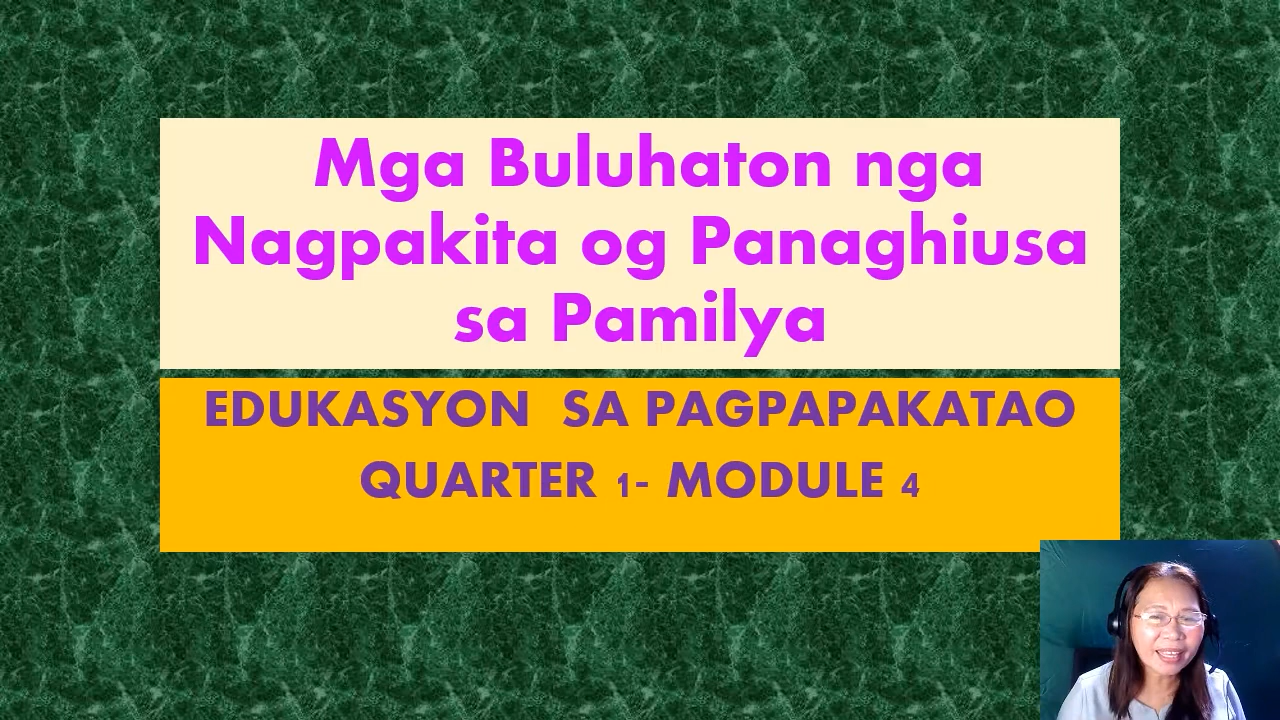 Mga Buluhaton nga
Nagpakita og Panaghiusa
sa Pamilya
EDUKASYON SA PAGPAPAKATAO
QUARTER 1- MODULE 4